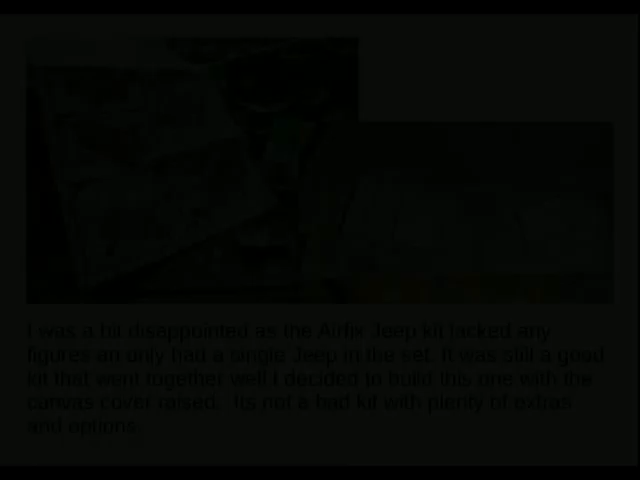 I was a bit disappointed as the Airfix Jeep kit lacked any
figures an only had a single Jeep in the set. It was still a good
kit that went together well I decided to build this one with the
canvas cover raised. Its not a bad kit with plenty of extras
and options.